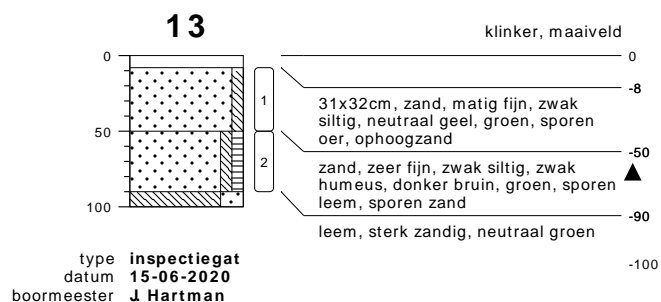 13
klinker, maaiveld
0
0
-8
1
31x32cm, zand, matig fijn, zwak
siltig, neutraal geel, groen, sporen
oer, ophoogzand
50
-50
2
zand, zeer fijn, zwak siltig, zwak
humeus, donker bruin, groen, sporen
leem, sporen zand
100
-90
leem, sterk zandig, neutraal groen
-100
type inspectiegat
datum 15-06-2020
boormeester J. Hartman